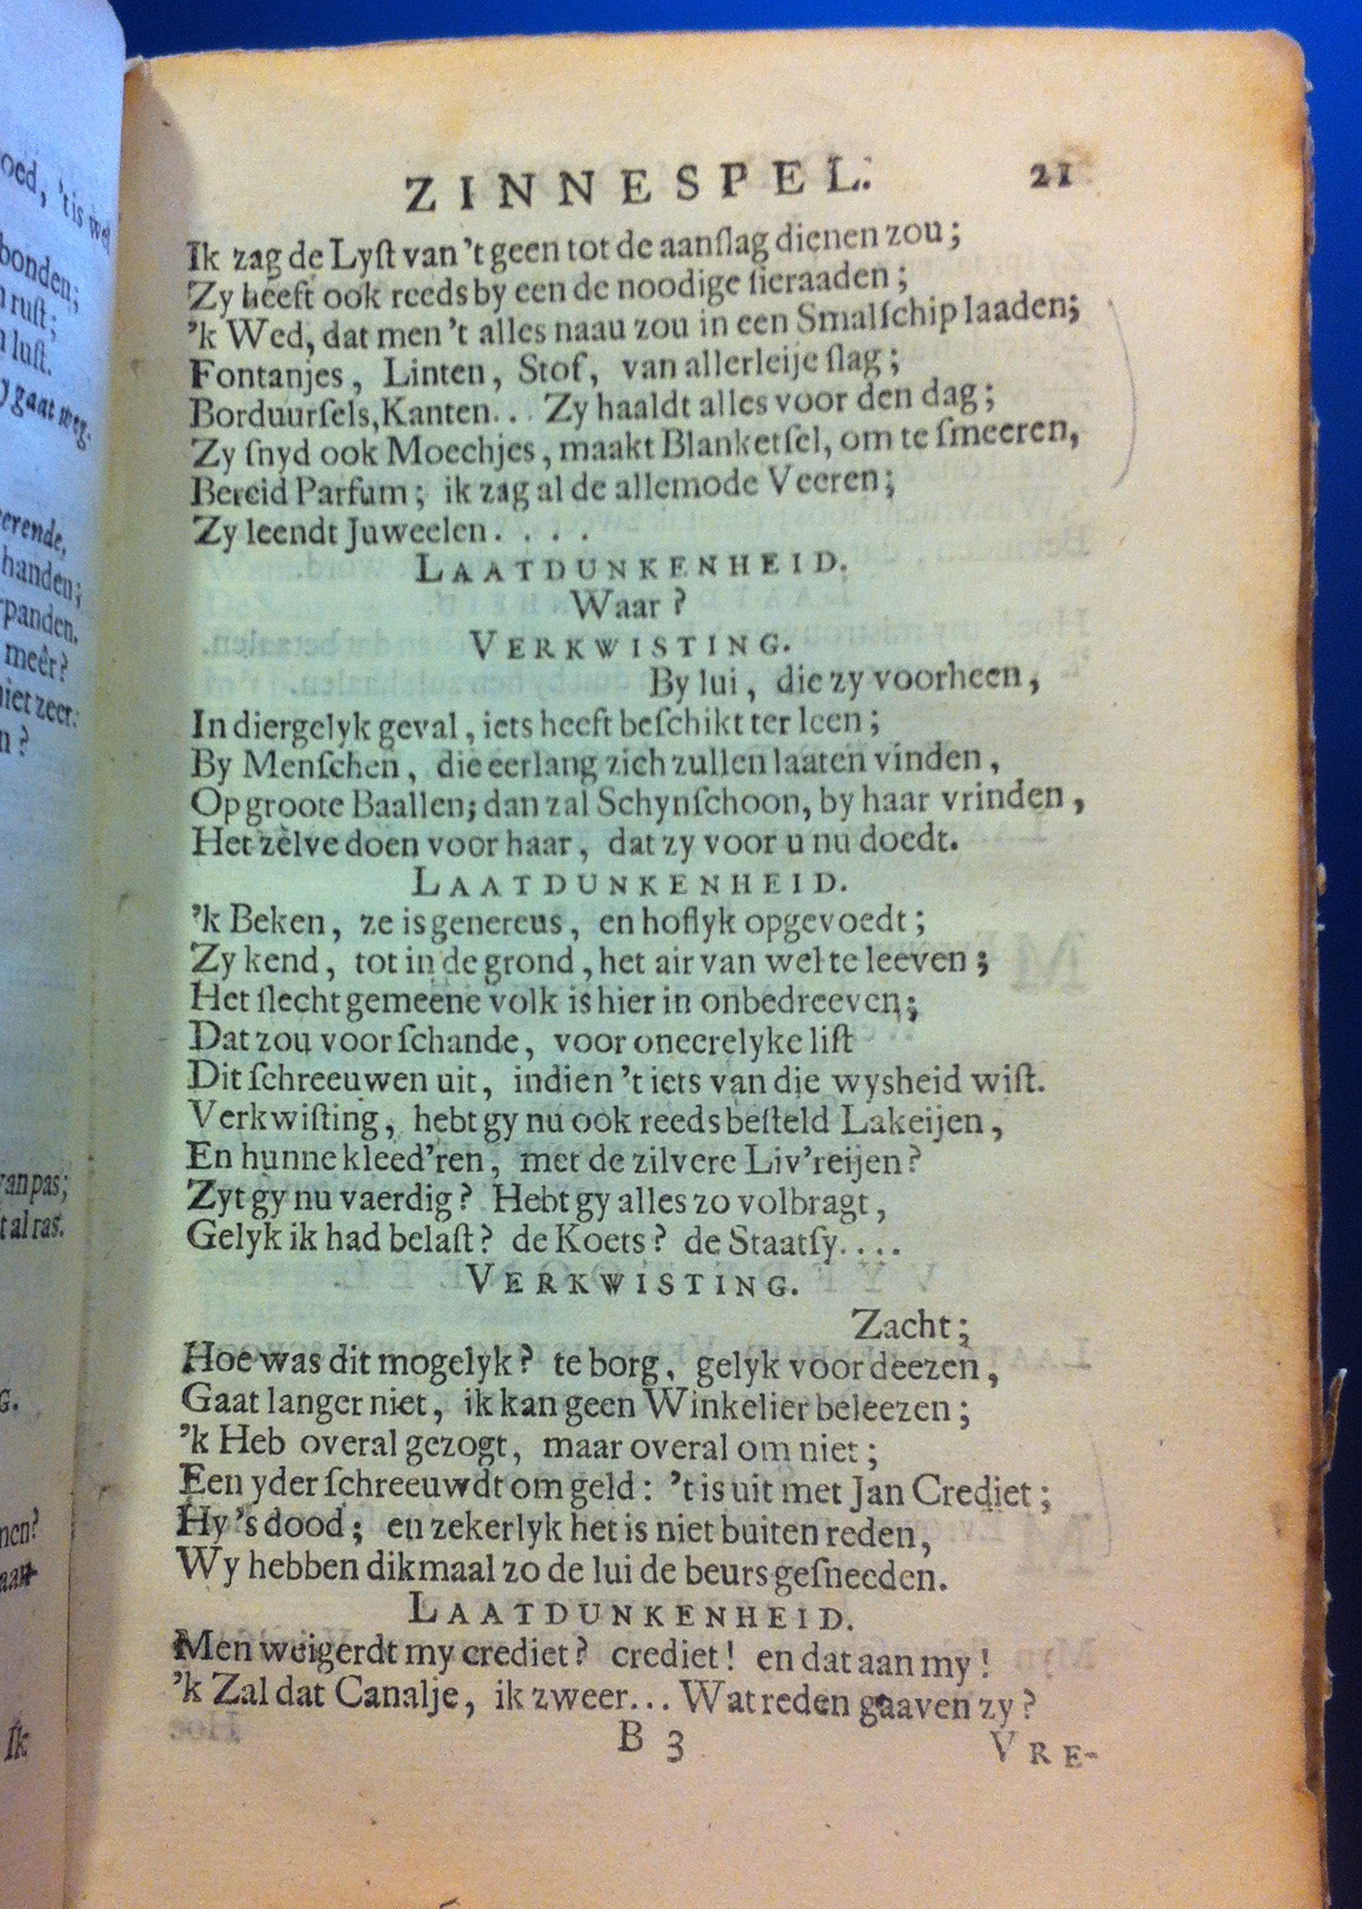 ZINNESPEL. 21
Ik zag de Lyſt van 't geen tot de aanſlag dienen zou;
Zy heeft ook reeds by een de noodige ſieraaden;
'k Wed, dat men 't alles naau zou in een Smalſchip laaden;
Fontanjes, Linten, Stof, van allerleije ſlag;
Borduurſels, Kanten.. Zy haaldt alles voor den dag;
Zy ſnyd ook Moechjes, maakt Blanketſel, om te ſmeeren,
Bereid Parfum; ik zag al de allemode Veeren;
Zy leendt Juweelen....
LAATDUNKENHEID.
Waar?
VERKWISTING.
By lui, die zy voorheen,
In diergelyk geval, iets heeft beſchikt ter leen;
By Menſchen, die eerlang zich zullen laaten vinden,
Op groote Baallen; dan zal Schynſchoon, by haar vrinden,
Het zelve doen voor haar, dat zy voor u nu doedt.
LAATDUNKENHEID.
'k Beken, ze is genereus, en hoflyk opgevoedt;
Zy kend, tot in de grond, het air van wel te leeven;
Het ſlecht gemeene volk is hier in onbedreeven;
Dat zou voor ſchande, voor oneerelyke liſt
Dit ſchreeuwen uit, indien 't iets van die wysheid wiſt.
Verkwiſting, hebt gy nu ook reeds beſteld Lakeijen,
En hunne kleed'ren, met de zilvere Liv'reijen?
Zyt gy nu vaerdig? Hebt gy alles zo volbragt,
Gelyk ik had belaſt? de Koets? de Staatſy....
VERKWISTING.
Zacht;
Hoe was dit mogelyk? te borg, gelyk voor deezen,
Gaat langer niet, ik kan geen Winkelier beleezen;
'k Heb overal gezogt, maar overal om niet;
Een yder ſchreeuwdt om geld: 't is uit met Jan Crediet;
Hy 's dood; en zekerlyk het is niet buiten reden,
Wy hebben dikmaal zo de lui de beurs geſneeden.
LAATDUNKENHEID.
Men weigerdt my crediet? crediet! en dat aan my!
'k Zal dat Canalje, ik zweer... Wat reden gaaven zy?
B 3 VRE-